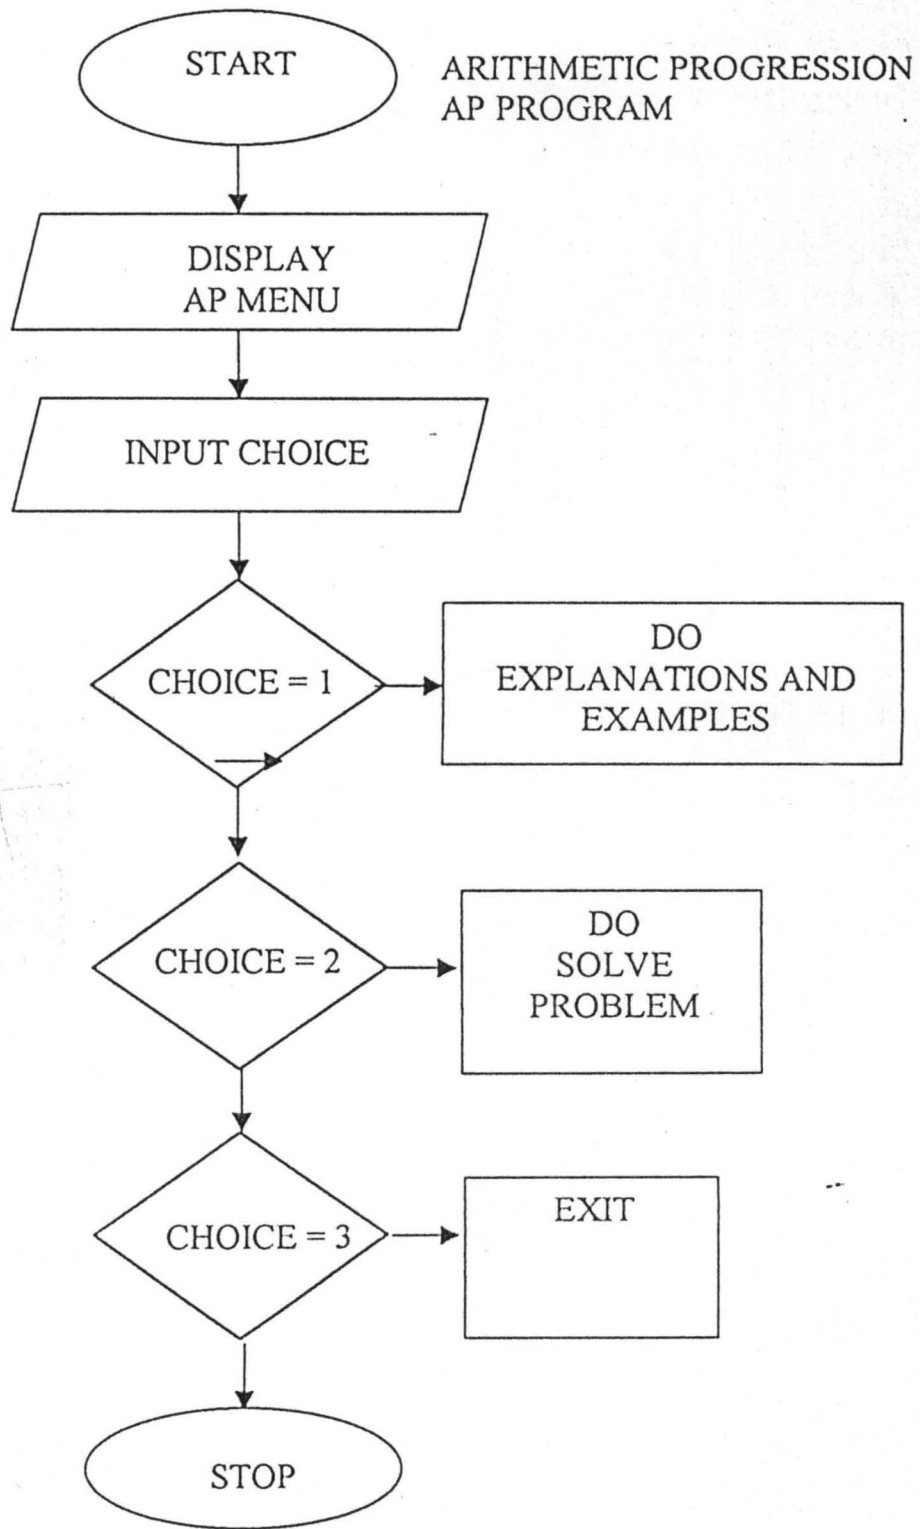 START
ARITHMETIC PROGRESSION
AP PROGRAM
DISPLAY
AP MENU
INPUT CHOICE
CHOICE = 1
DO
EXPLANATIONS AND
EXAMPLES
CHOICE = 2
DO
SOLVE
PROBLEM
CHOICE = 3
EXIT
STOP